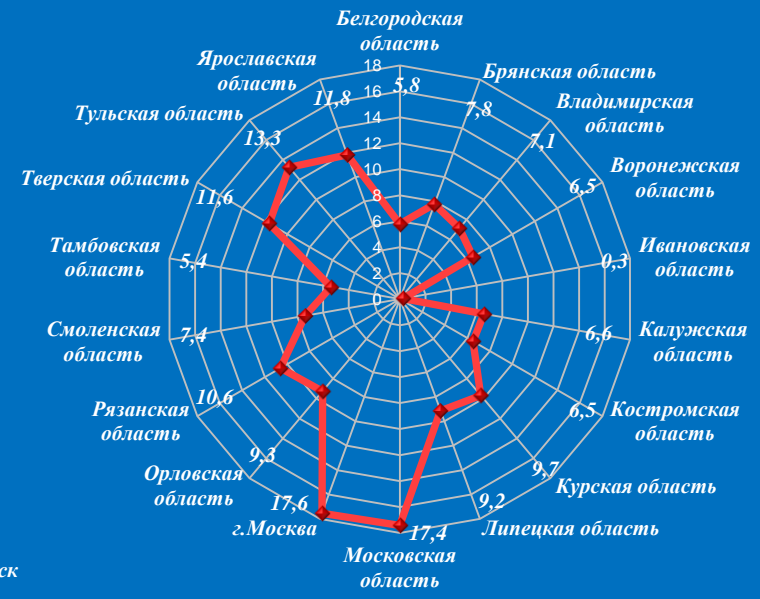 Белгородская
область
5,8
Брянская область
7,8
Владимирская
область
7,1
Воронежская
область
6,5
Ивановская
область
0,3
Калужская
область
6,6
Костромская
область
6,5
Курская область
9,7
Липецкая область
9,2
Московская
область
17,4
г.Москва
17,6
Орловская
область
9,3
Рязанская
область
10,6
Смоленская
область
7,4
Тамбовская
область
5,4
Тверская область
11,6
Тульская область
13,3
Ярославская
область
11,8
18
16
14
12
10
8
6
4
2
0
ск